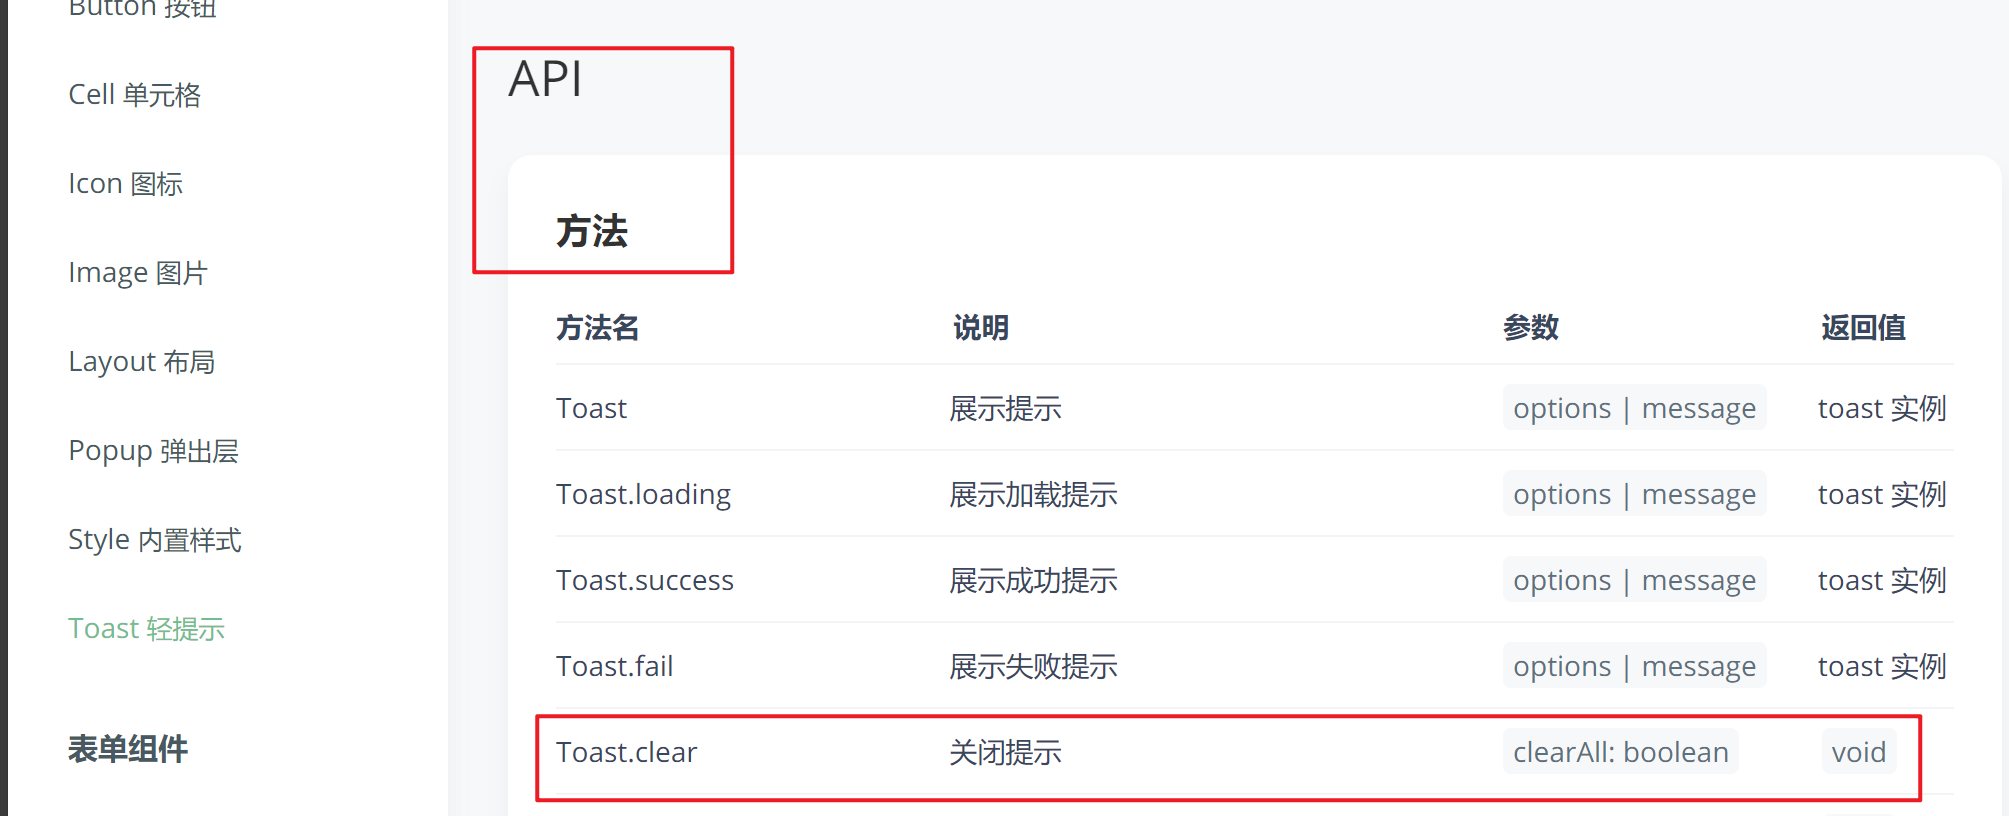 Button 按钮
Cell 单元格
Icon 图标
Image 图片
Layout 布局
Popup 弹出层
Style 内置样式
Toast 轻提示
表单组件
API
方法
方法名 说明 参数 返回值
Toast 展示提示 options | message toast 实例
Toast.loading 展示加载提示 options | message toast 实例
Toast.success 展示成功提示 options | message toast 实例
Toast.fail 展示失败提示 options | message toast 实例
Toast.clear 关闭提示 clearAll: boolean void